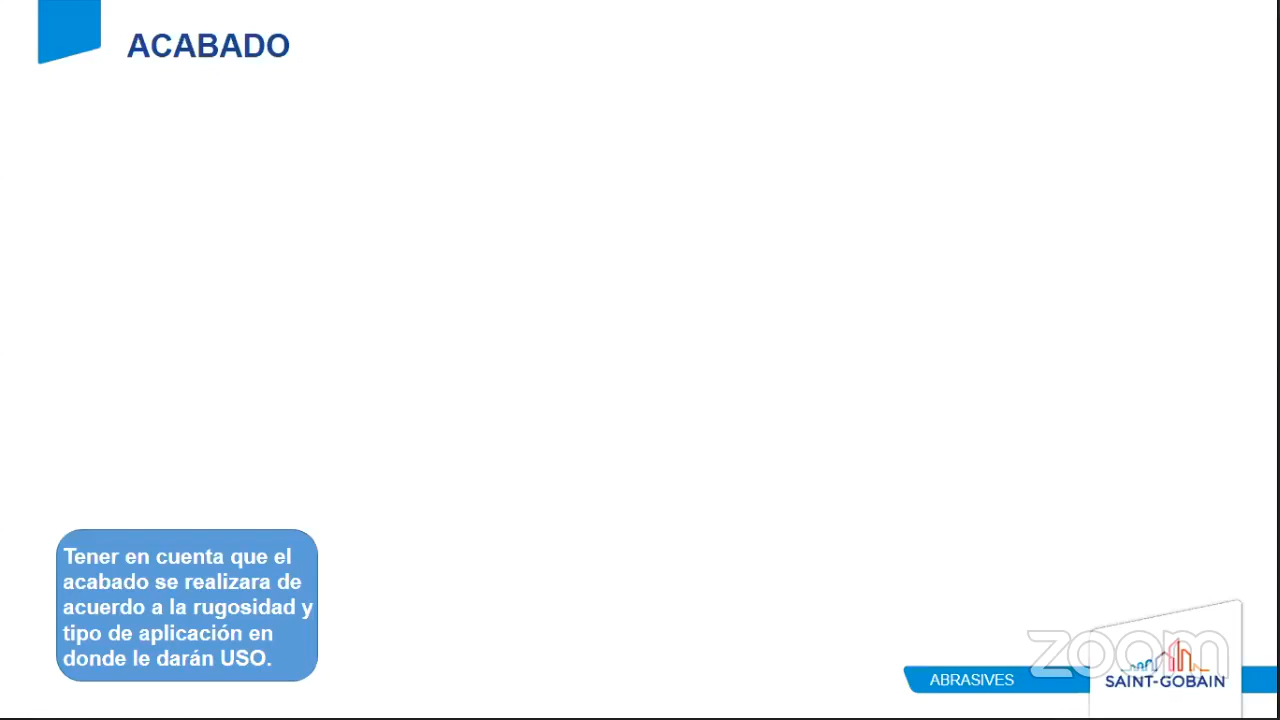 ACABADO
Tener en cuenta que el
acabado se realizara de
acuerdo a la rugosidad y
tipo de aplicación en
donde le darán USO.
ABRASIVES
zoom
SAINT-GOBAIN